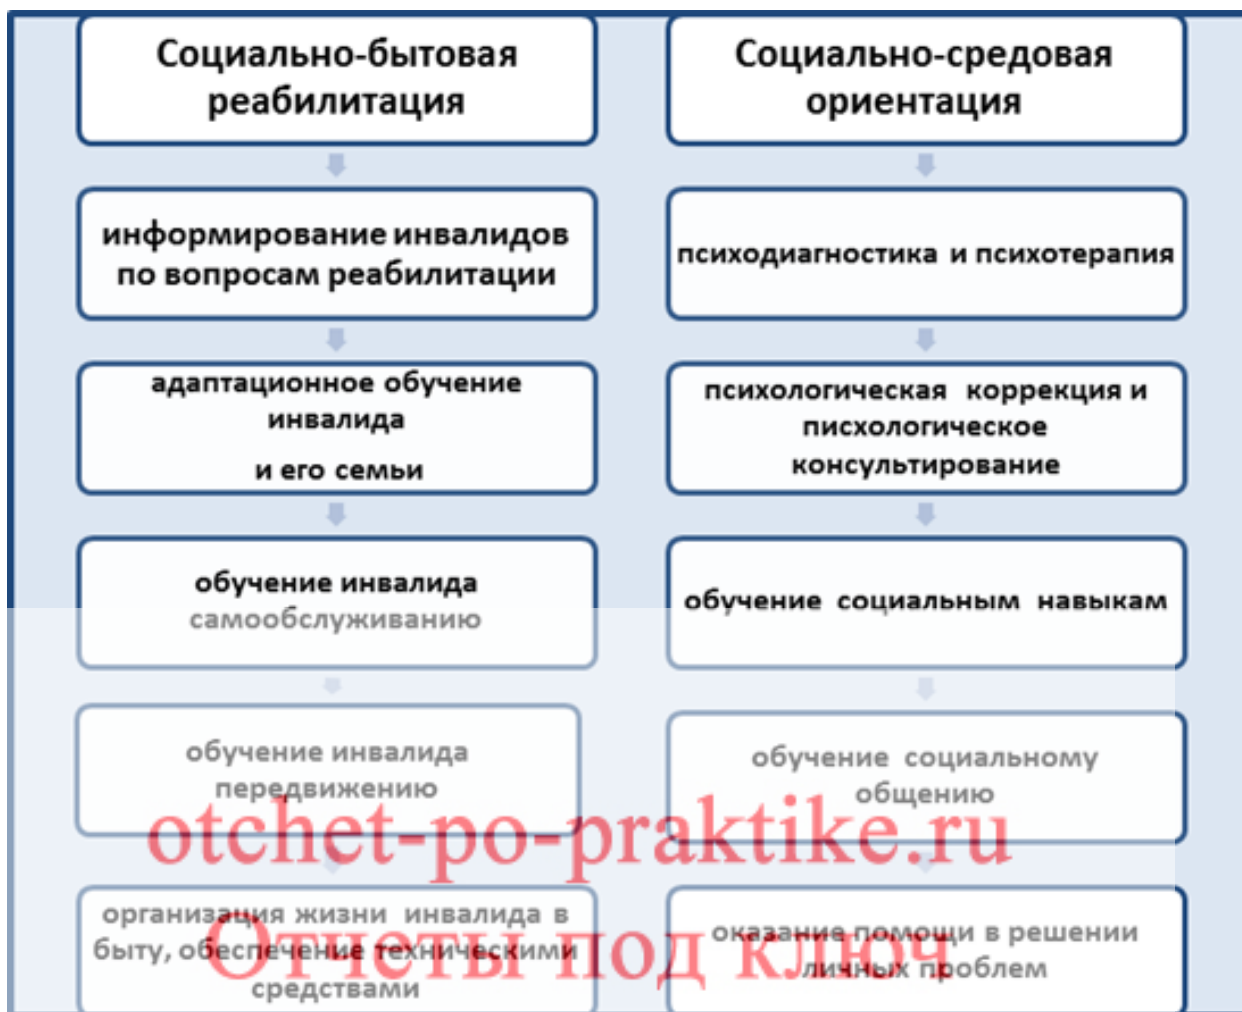 Социально-бытовая
реабилитация
информирование инвалидов
по вопросам реабилитации
адаптационное обучение
инвалида
и его семьи
обучение инвалида
самообслуживанию
обучение инвалида
передвижению
организация жизни инвалида в
быту, обеспечение техническими
средствами
Социально-средовая
ориентация
психодиагностика и психотерапия
психологическая коррекция и
писхологическое
консультирование
обучение социальным навыкам
обучение социальному
общению
оказание помощи в решении
личных проблем
otchet-po-praktike.ru
Отчеты под ключ